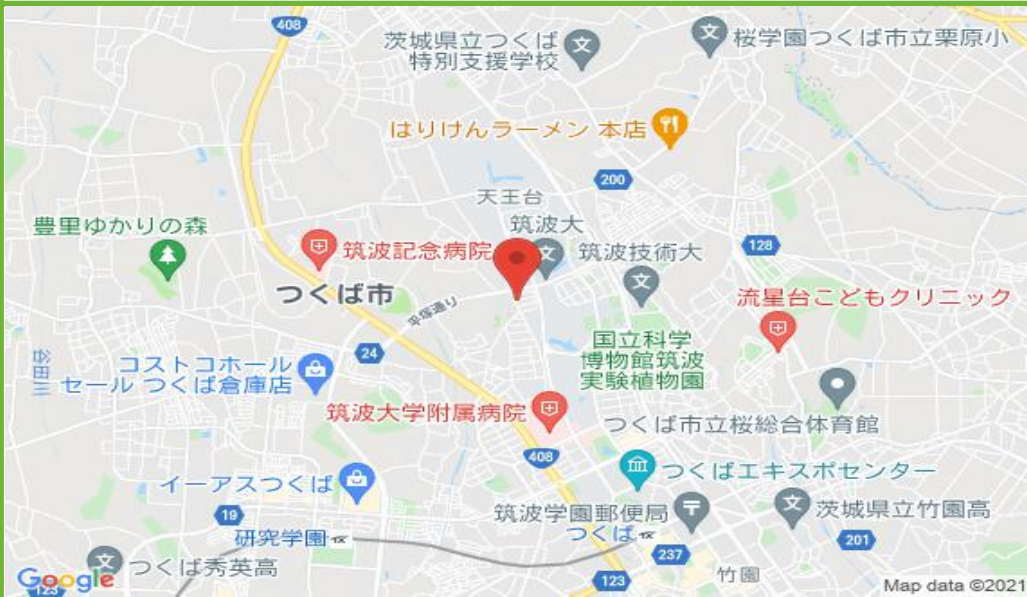 408
茨城県立つくば
特別支援学校
桜学園つくば市立栗原小
はりけんラーメン 本店
200
天王台
豊里ゆかりの森
筑波大
128
筑波記念病院
筑波技術大
つくば市
平塚通り
流星台こどもクリニック
谷田川
24
国立科学
博物館筑波
実験植物園
コストコホール
セール つくば倉庫店
筑波大学附属病院
つくば市立桜総合体育館
408
つくばエキスポセンター
イーアスつくば
19
筑波学園郵便局
茨城県立竹園高
研究学園
つくば
201
237
つくば秀英高
竹園
123
123
Google
Map data ©2021